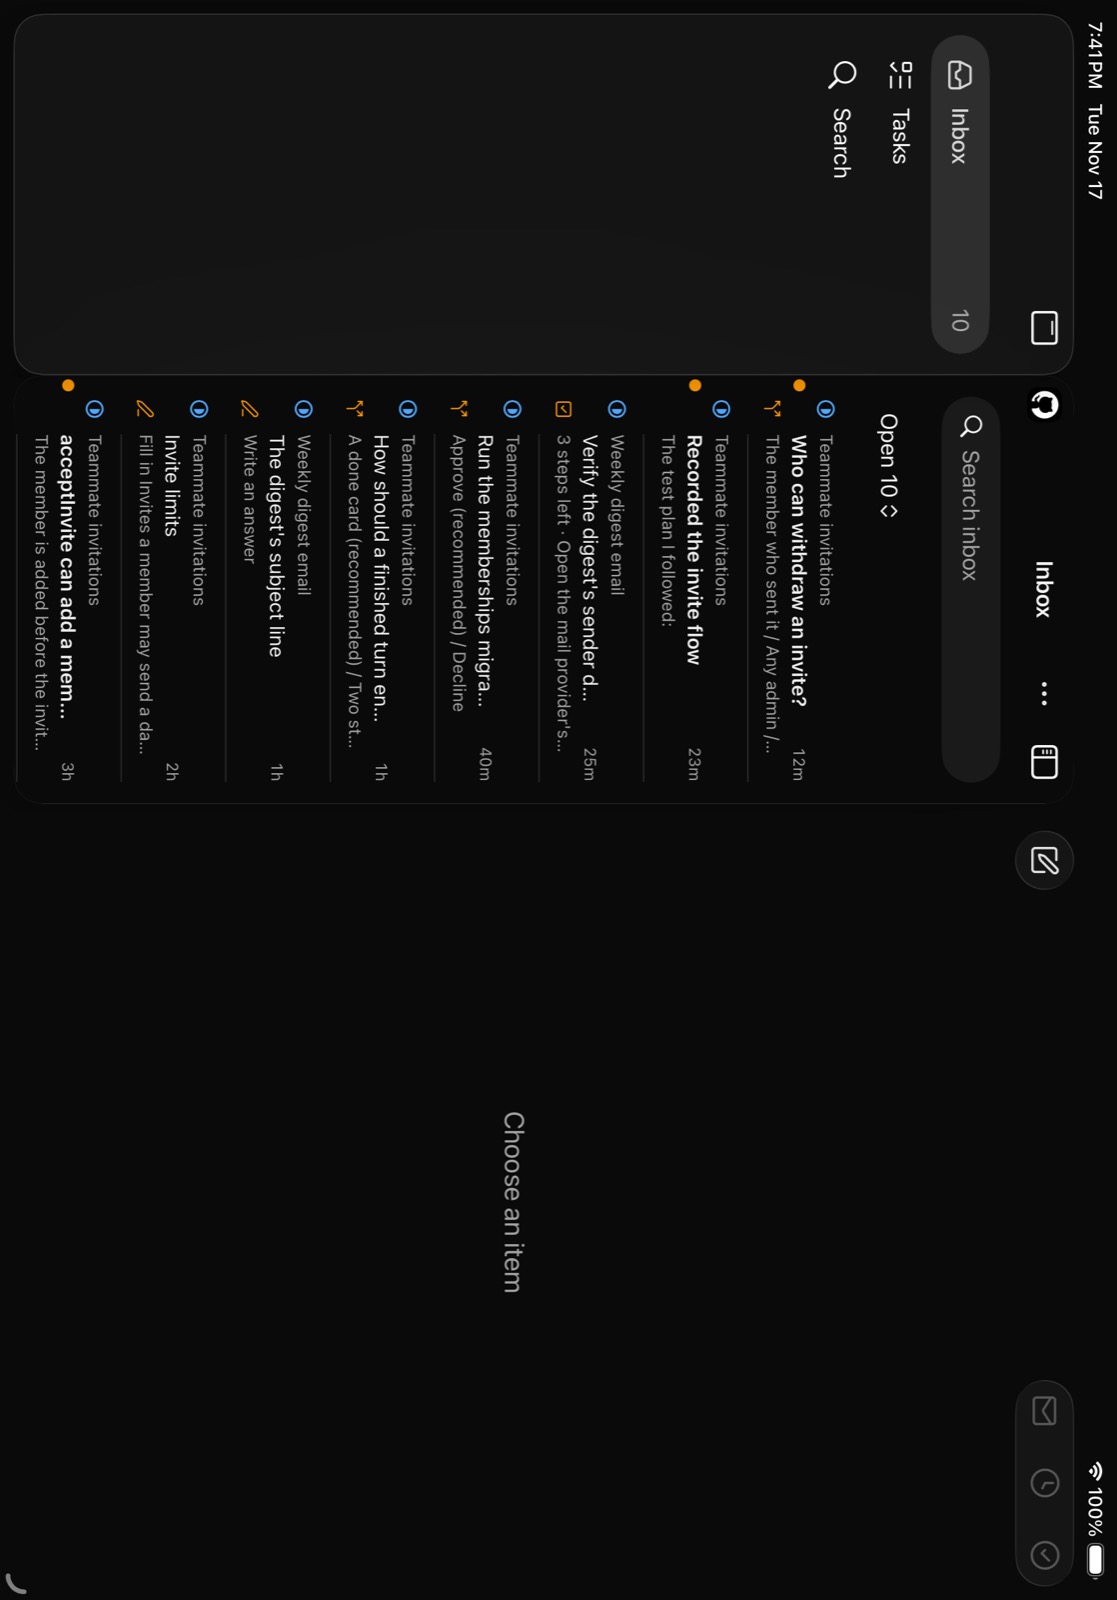 7:41 PM Tue Nov 17
100%
Inbox 10
Tasks
Search
Inbox
Search inbox
Open 10
Teammate invitations
Who can withdraw an invite? 12m
The member who sent it / Any admin /...
Teammate invitations
Recorded the invite flow 23m
The test plan I followed:
Weekly digest email
Verify the digest's sender d... 25m
3 steps left · Open the mail provider's...
Teammate invitations
Run the memberships migra... 40m
Approve (recommended) / Decline
Teammate invitations
How should a finished turn en... 1h
A done card (recommended) / Two st...
Weekly digest email
The digest's subject line 1h
Write an answer
Teammate invitations
Invite limits 2h
Fill in Invites a member may send a da...
Teammate invitations
acceptInvite can add a mem... 3h
The member is added before the invit...
Choose an item